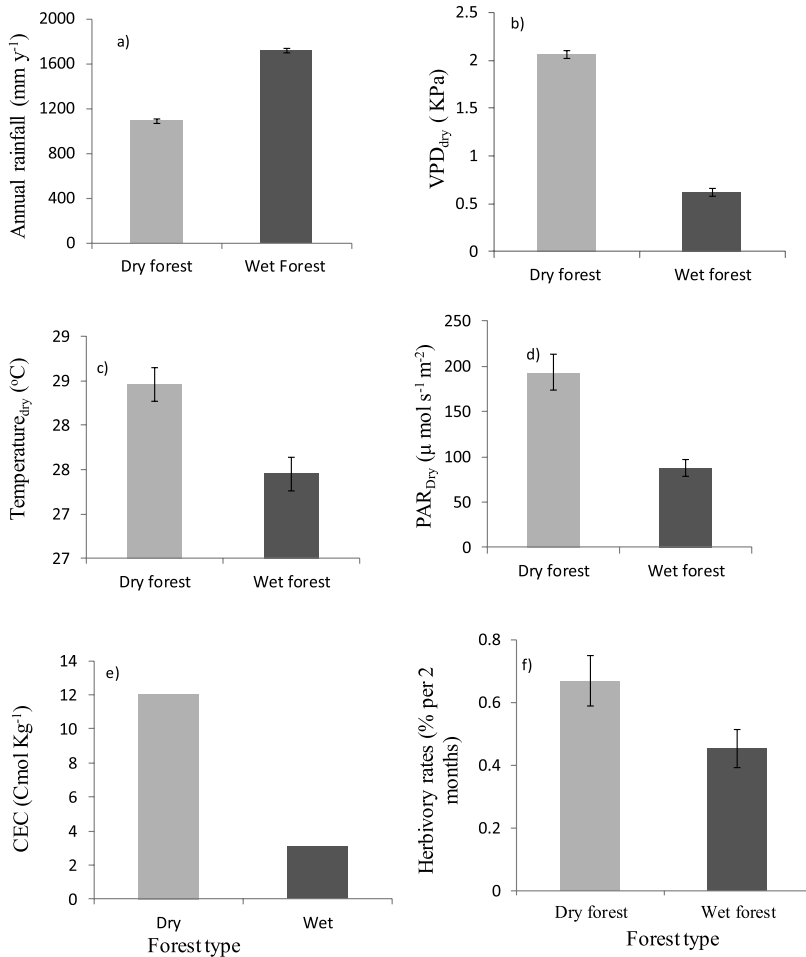 a)
Annual rainfall (mm y-1)
2000
1600
1200
800
400
0
Dry forest
Wet Forest
b)
VPDdry ( KPa)
2.5
2
1.5
1
0.5
0
Dry forest
Wet forest
c)
Temperaturedry (oC)
29
29
28
28
27
27
Dry forest
Wet forest
d)
PARDry (µ mol s-1 m-2)
250
200
150
100
50
0
Dry forest
Wet forest
e)
CEC (Cmol Kg-1)
14
12
10
8
6
4
2
0
Dry
Wet
Forest type
f)
Herbivory rates (% per 2
months)
0.8
0.6
0.4
0.2
0
Dry forest
Wet forest
Forest type